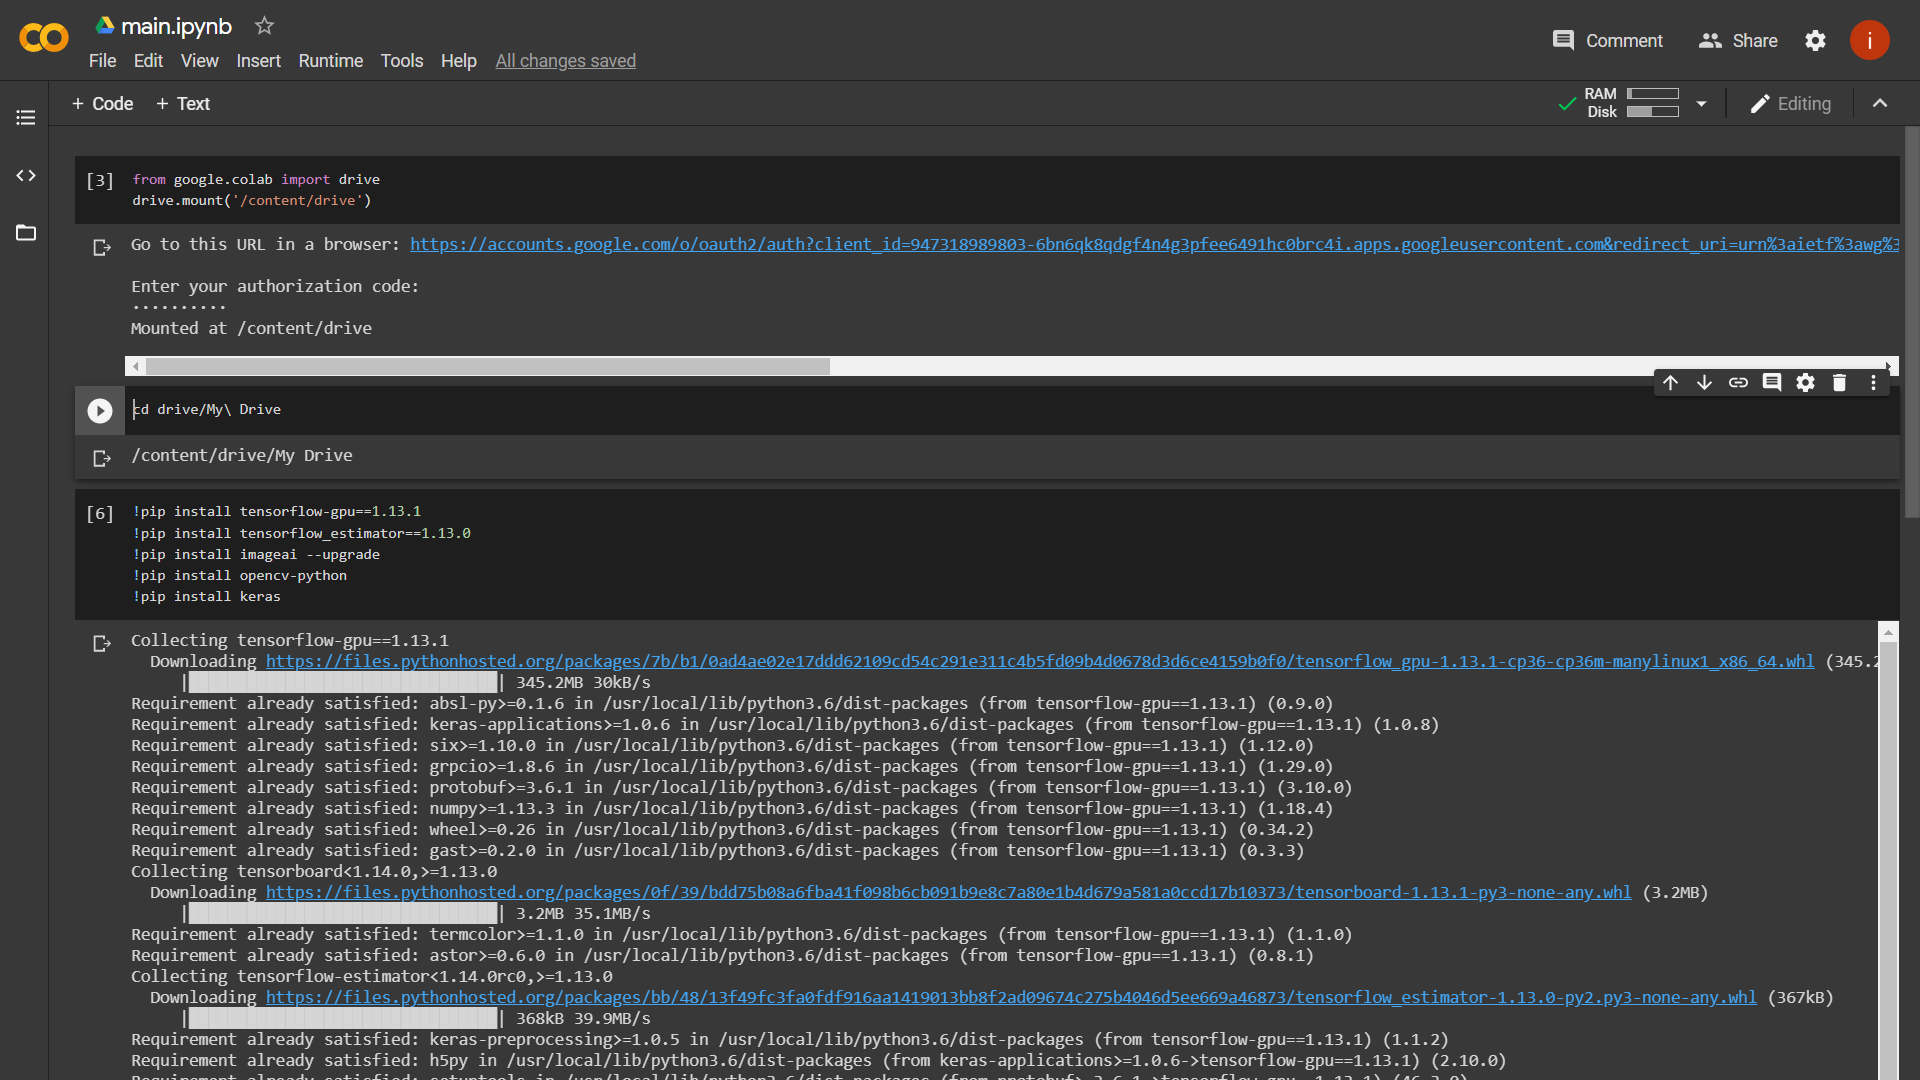 main.ipynb
File Edit View Insert Runtime Tools Help All changes saved
Comment Share i
+ Code + Text
RAM
Disk
Editing
[3] from google.colab import drive
drive.mount('/content/drive')
Go to this URL in a browser: https://accounts.google.com/o/oauth2/auth?client_id=947318989803-6bn6qk8qdgf4n4g3pfee6491hc0brc4i.apps.googleusercontent.com&redirect_uri=urn%3aietf%3awg%3
Enter your authorization code:
··········
Mounted at /content/drive
cd drive/My\ Drive
/content/drive/My Drive
[6] !pip install tensorflow-gpu==1.13.1
!pip install tensorflow_estimator==1.13.0
!pip install imageai --upgrade
!pip install opencv-python
!pip install keras
Collecting tensorflow-gpu==1.13.1
Downloading https://files.pythonhosted.org/packages/7b/b1/0ad4ae02e17ddd62109cd54c291e311c4b5fd09b4d0678d3d6ce4159b0f0/tensorflow_gpu-1.13.1-cp36-cp36m-manylinux1_x86_64.whl (345.2
345.2MB 30kB/s
Requirement already satisfied: absl-py>=0.1.6 in /usr/local/lib/python3.6/dist-packages (from tensorflow-gpu==1.13.1) (0.9.0)
Requirement already satisfied: keras-applications>=1.0.6 in /usr/local/lib/python3.6/dist-packages (from tensorflow-gpu==1.13.1) (1.0.8)
Requirement already satisfied: six>=1.10.0 in /usr/local/lib/python3.6/dist-packages (from tensorflow-gpu==1.13.1) (1.12.0)
Requirement already satisfied: grpcio>=1.8.6 in /usr/local/lib/python3.6/dist-packages (from tensorflow-gpu==1.13.1) (1.29.0)
Requirement already satisfied: protobuf>=3.6.1 in /usr/local/lib/python3.6/dist-packages (from tensorflow-gpu==1.13.1) (3.10.0)
Requirement already satisfied: numpy>=1.13.3 in /usr/local/lib/python3.6/dist-packages (from tensorflow-gpu==1.13.1) (1.18.4)
Requirement already satisfied: wheel>=0.26 in /usr/local/lib/python3.6/dist-packages (from tensorflow-gpu==1.13.1) (0.34.2)
Requirement already satisfied: gast>=0.2.0 in /usr/local/lib/python3.6/dist-packages (from tensorflow-gpu==1.13.1) (0.3.3)
Collecting tensorboard<1.14.0,>=1.13.0
Downloading https://files.pythonhosted.org/packages/0f/39/bdd75b08a6fba41f098b6cb091b9e8c7a80e1b4d679a581a0ccd17b10373/tensorboard-1.13.1-py3-none-any.whl (3.2MB)
3.2MB 35.1MB/s
Requirement already satisfied: termcolor>=1.1.0 in /usr/local/lib/python3.6/dist-packages (from tensorflow-gpu==1.13.1) (1.1.0)
Requirement already satisfied: astor>=0.6.0 in /usr/local/lib/python3.6/dist-packages (from tensorflow-gpu==1.13.1) (0.8.1)
Collecting tensorflow-estimator<1.14.0rc0,>=1.13.0
Downloading https://files.pythonhosted.org/packages/bb/48/13f49fc3fa0fdf916aa1419013bb8f2ad09674c275b4046d5ee669a46873/tensorflow_estimator-1.13.0-py2.py3-none-any.whl (367kB)
368kB 39.9MB/s
Requirement already satisfied: keras-preprocessing>=1.0.5 in /usr/local/lib/python3.6/dist-packages (from tensorflow-gpu==1.13.1) (1.1.2)
Requirement already satisfied: h5py in /usr/local/lib/python3.6/dist-packages (from keras-applications>=1.0.6->tensorflow-gpu==1.13.1) (2.10.0)
Requirement already satisfied: setuptools in /usr/local/lib/python3.6/dist-packages (from protobuf>=3.6.1->tensorflow-gpu==1.13.1) (46.3.0)